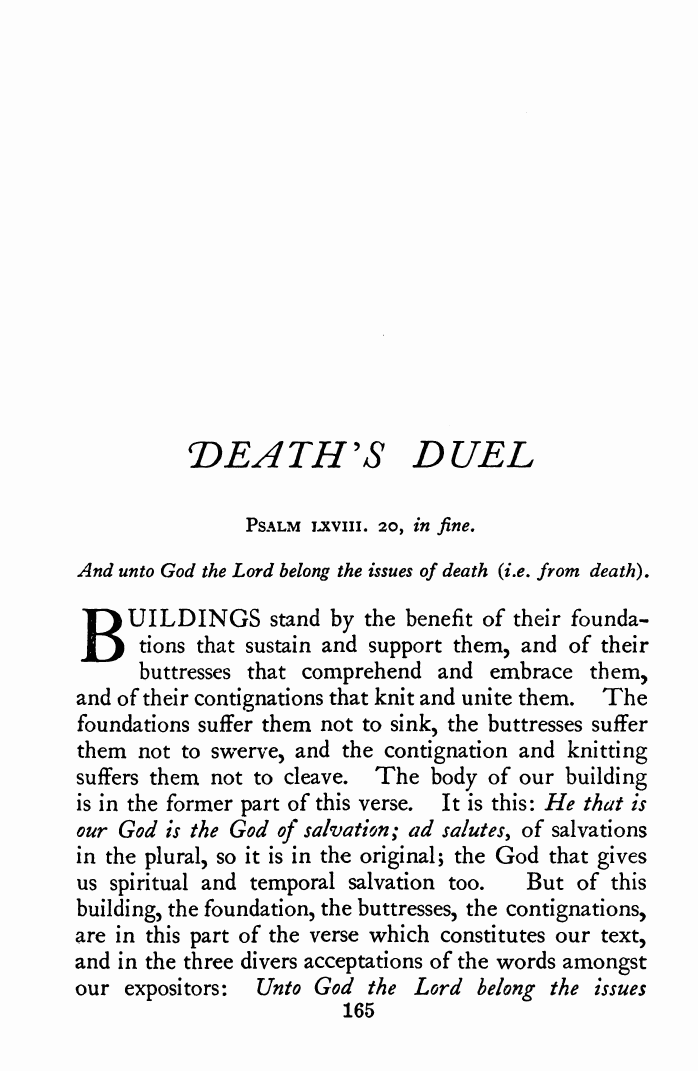 DEATH'S DUEL
PSALM LXVIII. 20, in fine.
And unto God the Lord belong the issues of death (i.e. from death).
BUILDINGS stand by the benefit of their founda-
tions that sustain and support them, and of their
buttresses that comprehend and embrace them,
and of their contignations that knit and unite them. The
foundations suffer them not to sink, the buttresses suffer
them not to swerve, and the contignation and knitting
suffers them not to cleave. The body of our building
is in the former part of this verse. It is this: He that is
our God is the God of salvation; ad salutes, of salvations
in the plural, so it is in the original; the God that gives
us spiritual and temporal salvation too. But of this
building, the foundation, the buttresses, the contignations,
are in this part of the verse which constitutes our text,
and in the three divers acceptations of the words amongst
our expositors: Unto God the Lord belong the issues
165